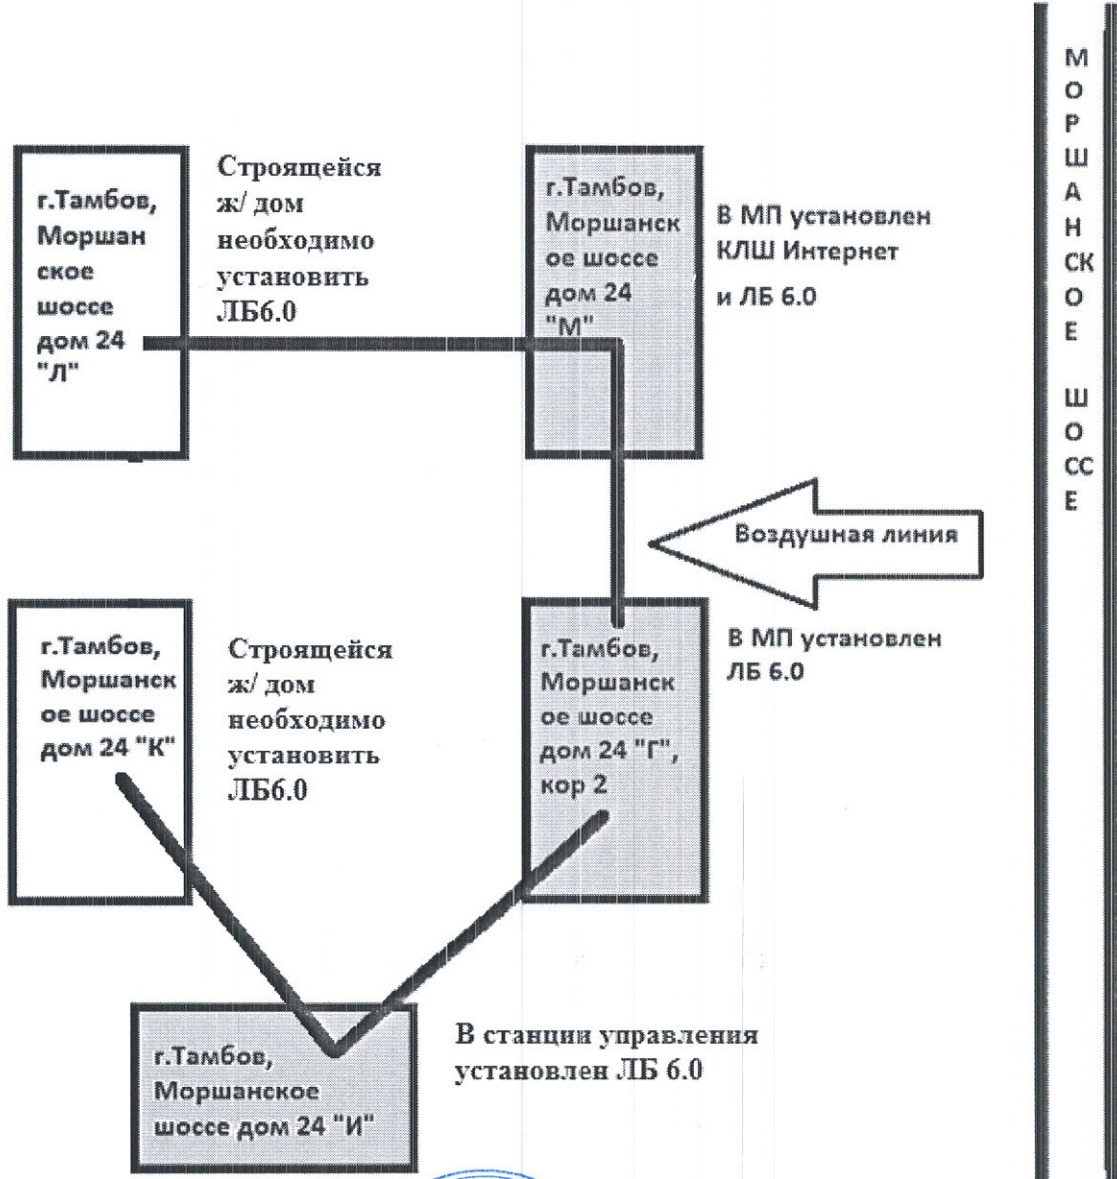 г.Тамбов,
Моршан
ское
шоссе
дом 24
"Л"
Строящейся
ж/ дом
необходимо
установить
ЛБ6.0
г.Тамбов,
Моршанск
ое шоссе
дом 24
"М"
В МП установлен
КЛШ Интернет
и ЛБ 6.0
Воздушная линия
г.Тамбов,
Моршанск
ое шоссе
дом 24 "К"
Строящейся
ж/ дом
необходимо
установить
ЛБ6.0
г.Тамбов,
Моршанск
ое шоссе
дом 24 "Г",
кор 2
В МП установлен
ЛБ 6.0
г.Тамбов,
Моршанское
шоссе дом 24 "И"
В станции управления
установлен ЛБ 6.0
М
О
Р
Ш
А
Н
СК
О
Е
Ш
О
СС
Е